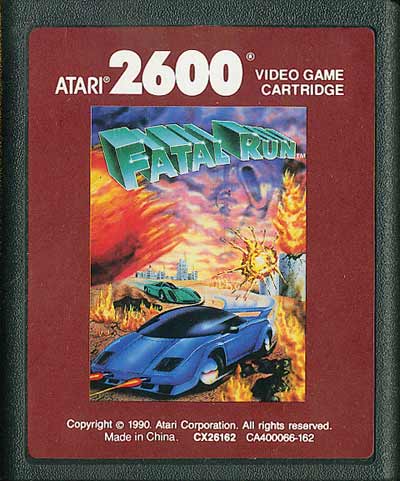 ATARI® 2600® VIDEO GAME
CARTRIDGE
FATAL RUN™
Copyright © 1990. Atari Corporation. All rights reserved.
Made in China. CX26162 CA400066-162